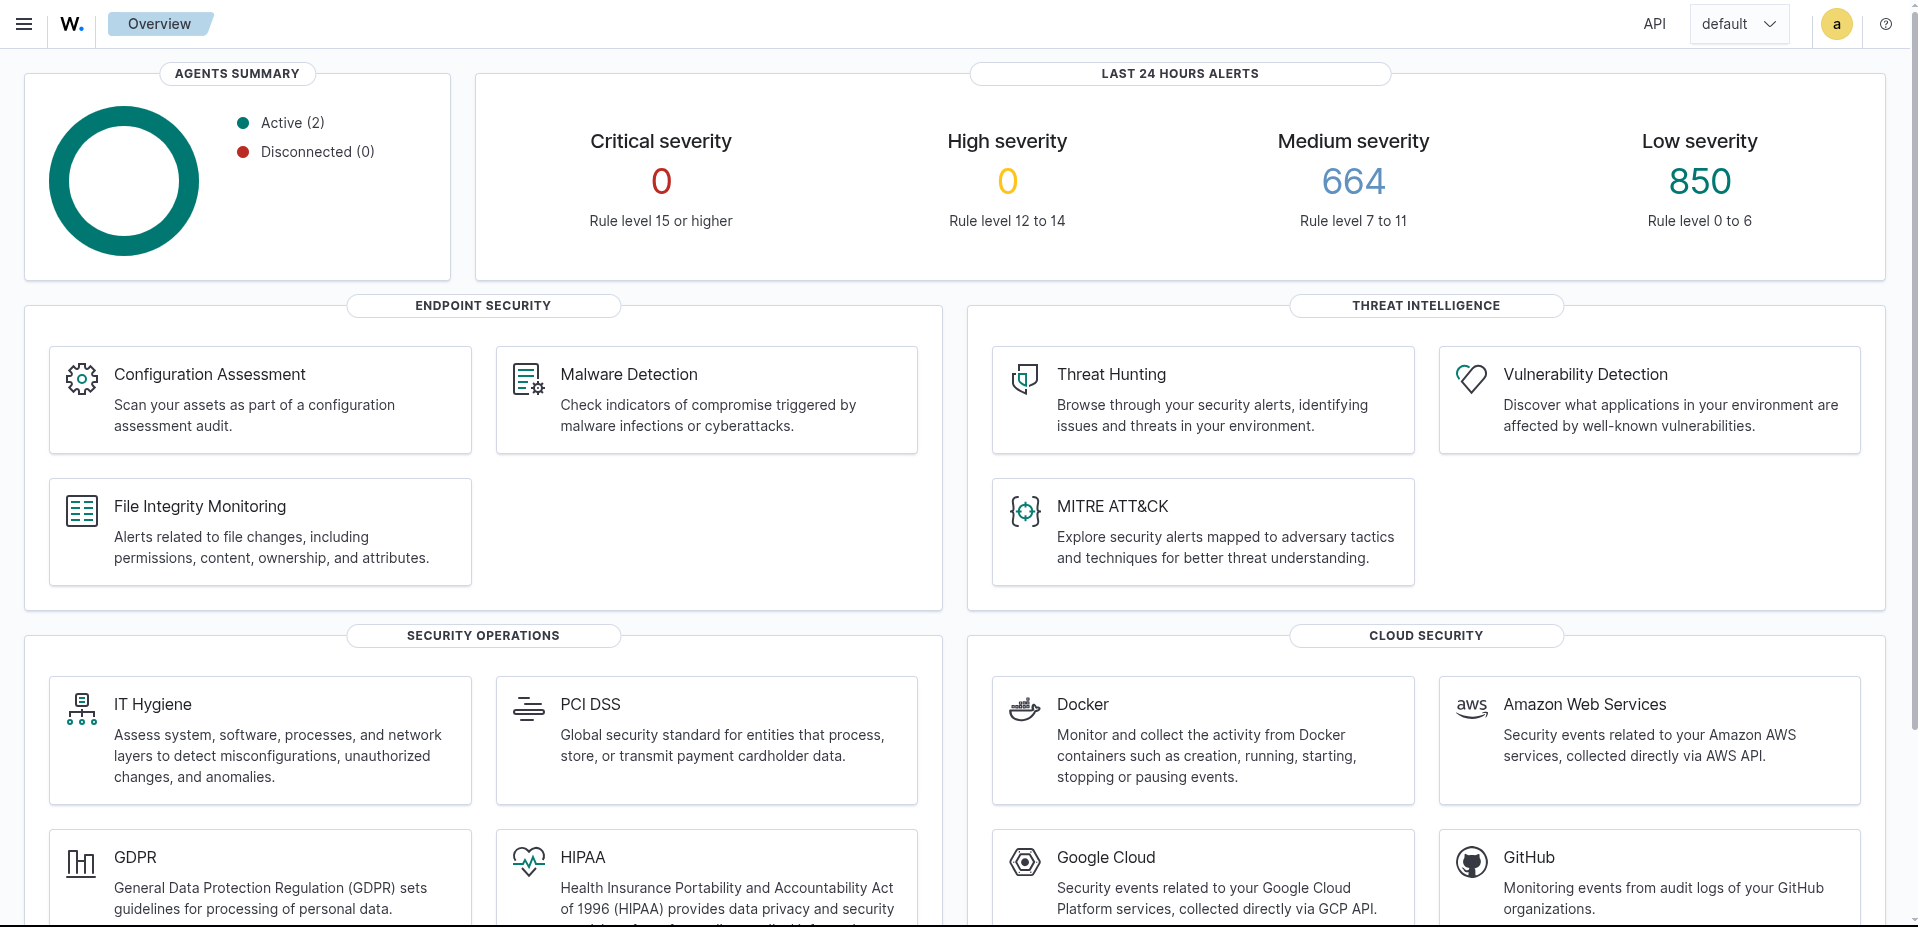 W.
Overview
API
default
a
AGENTS SUMMARY
Active (2)
Disconnected (0)
LAST 24 HOURS ALERTS
Critical severity
0
Rule level 15 or higher
High severity
0
Rule level 12 to 14
Medium severity
664
Rule level 7 to 11
Low severity
850
Rule level 0 to 6
ENDPOINT SECURITY
Configuration Assessment
Scan your assets as part of a configuration
assessment audit.
Malware Detection
Check indicators of compromise triggered by
malware infections or cyberattacks.
File Integrity Monitoring
Alerts related to file changes, including
permissions, content, ownership, and attributes.
THREAT INTELLIGENCE
Threat Hunting
Browse through your security alerts, identifying
issues and threats in your environment.
Vulnerability Detection
Discover what applications in your environment are
affected by well-known vulnerabilities.
MITRE ATT&CK
Explore security alerts mapped to adversary tactics
and techniques for better threat understanding.
SECURITY OPERATIONS
IT Hygiene
Assess system, software, processes, and network
layers to detect misconfigurations, unauthorized
changes, and anomalies.
PCI DSS
Global security standard for entities that process,
store, or transmit payment cardholder data.
GDPR
General Data Protection Regulation (GDPR) sets
guidelines for processing of personal data.
HIPAA
Health Insurance Portability and Accountability Act
of 1996 (HIPAA) provides data privacy and security
CLOUD SECURITY
Docker
Monitor and collect the activity from Docker
containers such as creation, running, starting,
stopping or pausing events.
aws
Amazon Web Services
Security events related to your Amazon AWS
services, collected directly via AWS API.
Google Cloud
Security events related to your Google Cloud
Platform services, collected directly via GCP API.
GitHub
Monitoring events from audit logs of your GitHub
organizations.